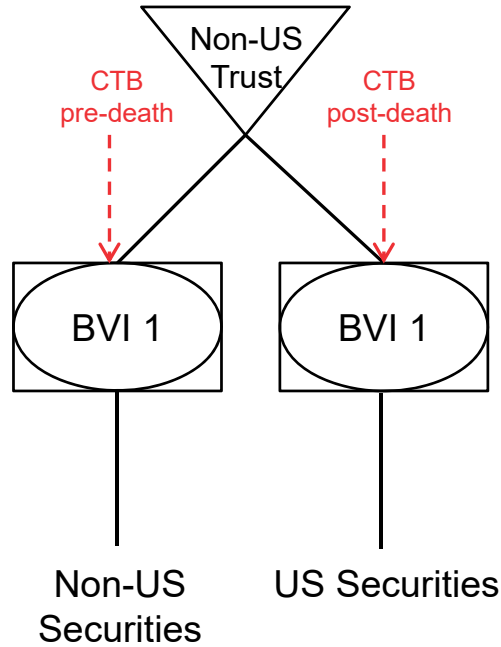 Non-US
Trust
CTB
pre-death
CTB
post-death
BVI 1
BVI 1
Non-US
Securities
US Securities